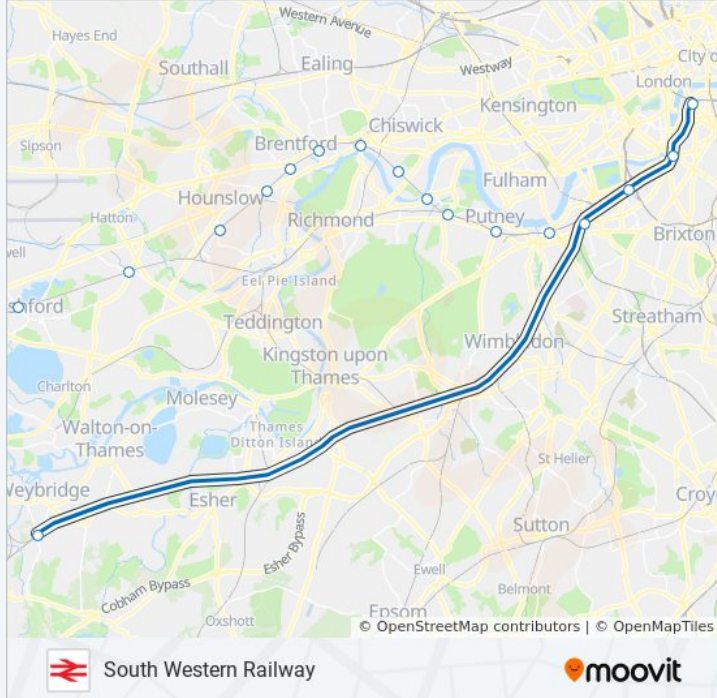 Western Avenue
Hayes End
Southall
Ealing
Westway
City o
London
Kensington
Chiswick
Sipson
Brentford
Hounslow
Fulham
Hatton
Richmond
Putney
well
Brixton
Eel Pie Island
shford
Teddington
Streatham
Wimbledon
Kingston upon
Thames
Charlton
Molesey
Walton-on-
Thames
Thames
Ditton Island
St Helier
Weybridge
Esher
Croy
Sutton
Esher Bypass
Ewell
Cobham Bypass
Belmont
Epsom
Oxshott
© OpenStreetMap contributors | © OpenMapTiles
South Western Railway
moovit